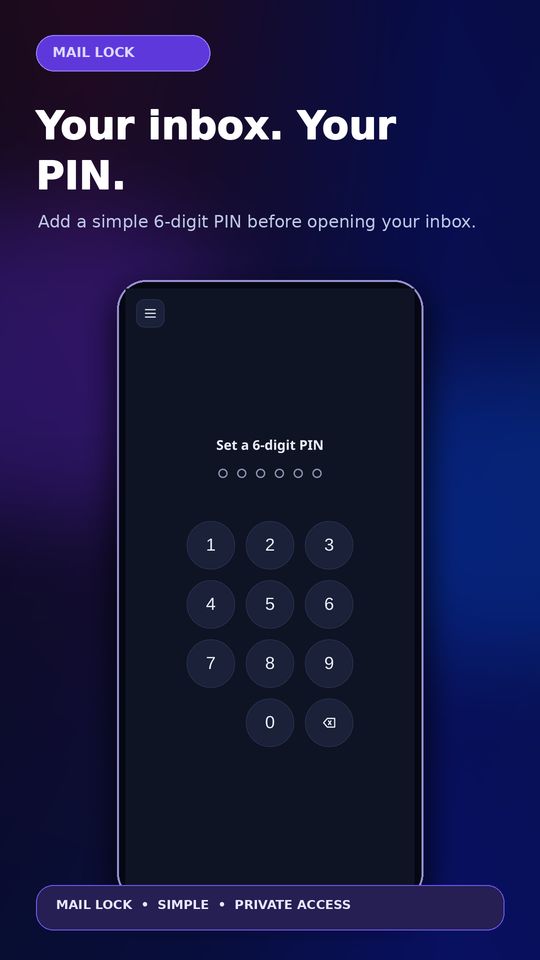 MAIL LOCK
Your inbox. Your
PIN.
Add a simple 6-digit PIN before opening your inbox.
Set a 6-digit PIN
1 2 3
4 5 6
7 8 9
0
MAIL LOCK • SIMPLE • PRIVATE ACCESS